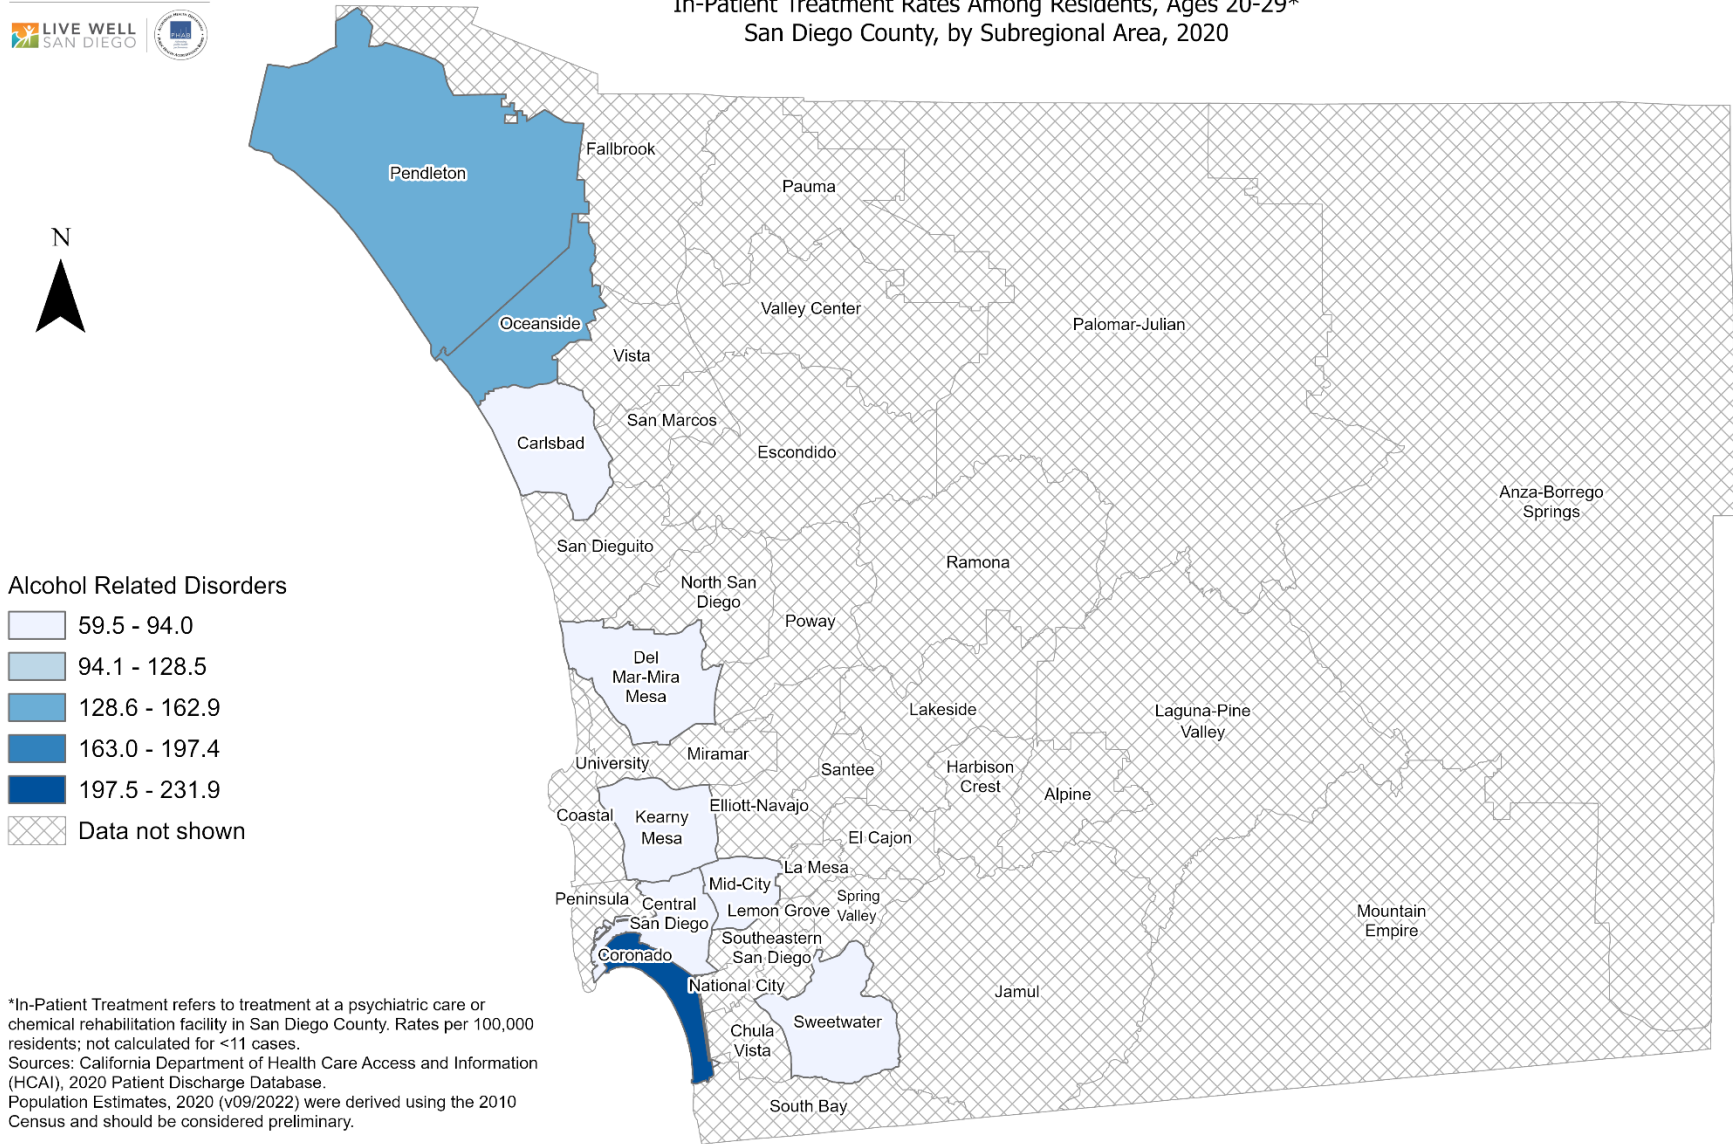 In-Patient Treatment Rates Among Residents, Ages 20-29*
San Diego County, by Subregional Area, 2020
LIVE WELL
SAN DIEGO
PHAB
N
Pendleton
Fallbrook
Pauma
Valley Center
Palomar-Julian
Oceanside
Vista
San Marcos
Carlsbad
Escondido
Anza-Borrego
Springs
San Dieguito
Ramona
North San
Diego
Poway
Del
Mar-Mira
Mesa
Lakeside
Laguna-Pine
Valley
Miramar
University
Santee
Harbison
Crest
Alpine
Coastal
Kearny
Mesa
Elliott-Navajo
El Cajon
La Mesa
Mid-City
Peninsula
Central
San Diego
Lemon Grove
Spring
Valley
Mountain
Empire
Southeastern
San Diego
Coronado
National City
Jamul
Sweetwater
Chula
Vista
South Bay
Alcohol Related Disorders
59.5 - 94.0
94.1 - 128.5
128.6 - 162.9
163.0 - 197.4
197.5 - 231.9
Data not shown
*In-Patient Treatment refers to treatment at a psychiatric care or
chemical rehabilitation facility in San Diego County. Rates per 100,000
residents; not calculated for <11 cases.
Sources: California Department of Health Care Access and Information
(HCAI), 2020 Patient Discharge Database.
Population Estimates, 2020 (v09/2022) were derived using the 2010
Census and should be considered preliminary.